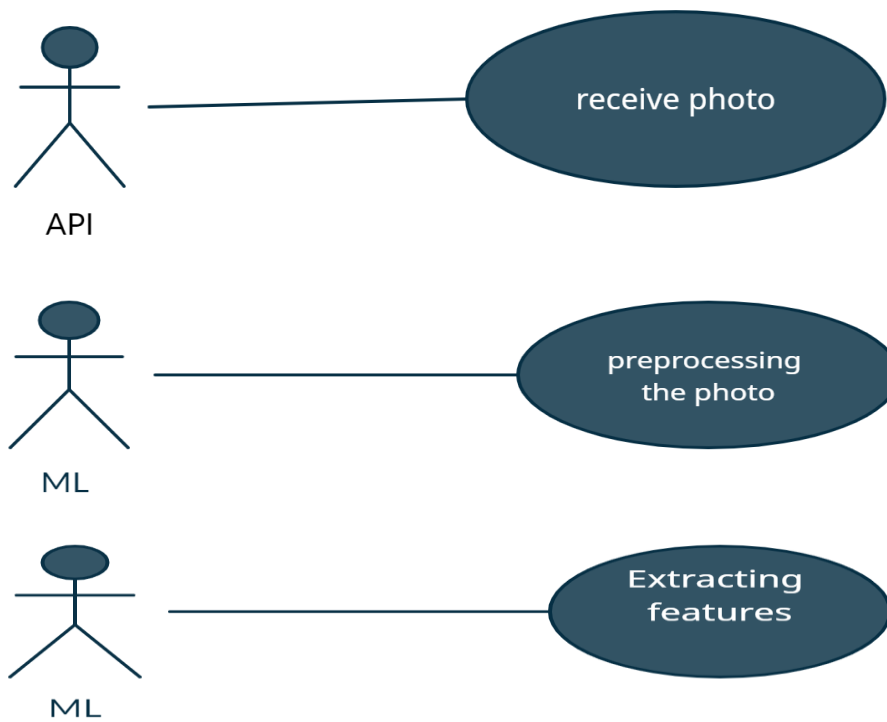 receive photo
API
preprocessing
the photo
ML
Extracting
features
ML